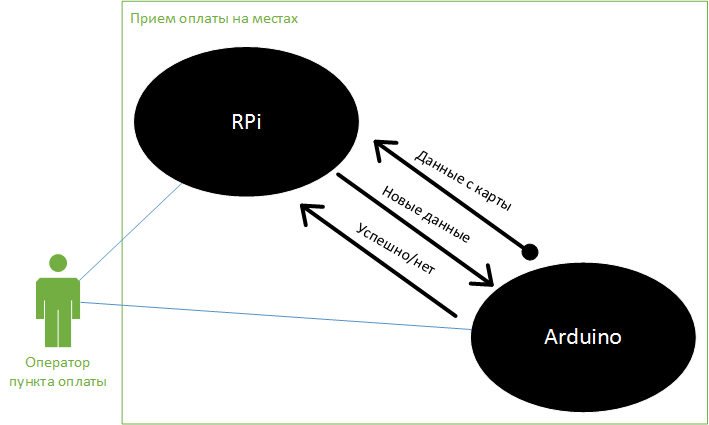 Прием оплаты на местах
RPi
Данные с карты
Новые данные
Успешно/нет
Arduino
Оператор
пункта оплаты